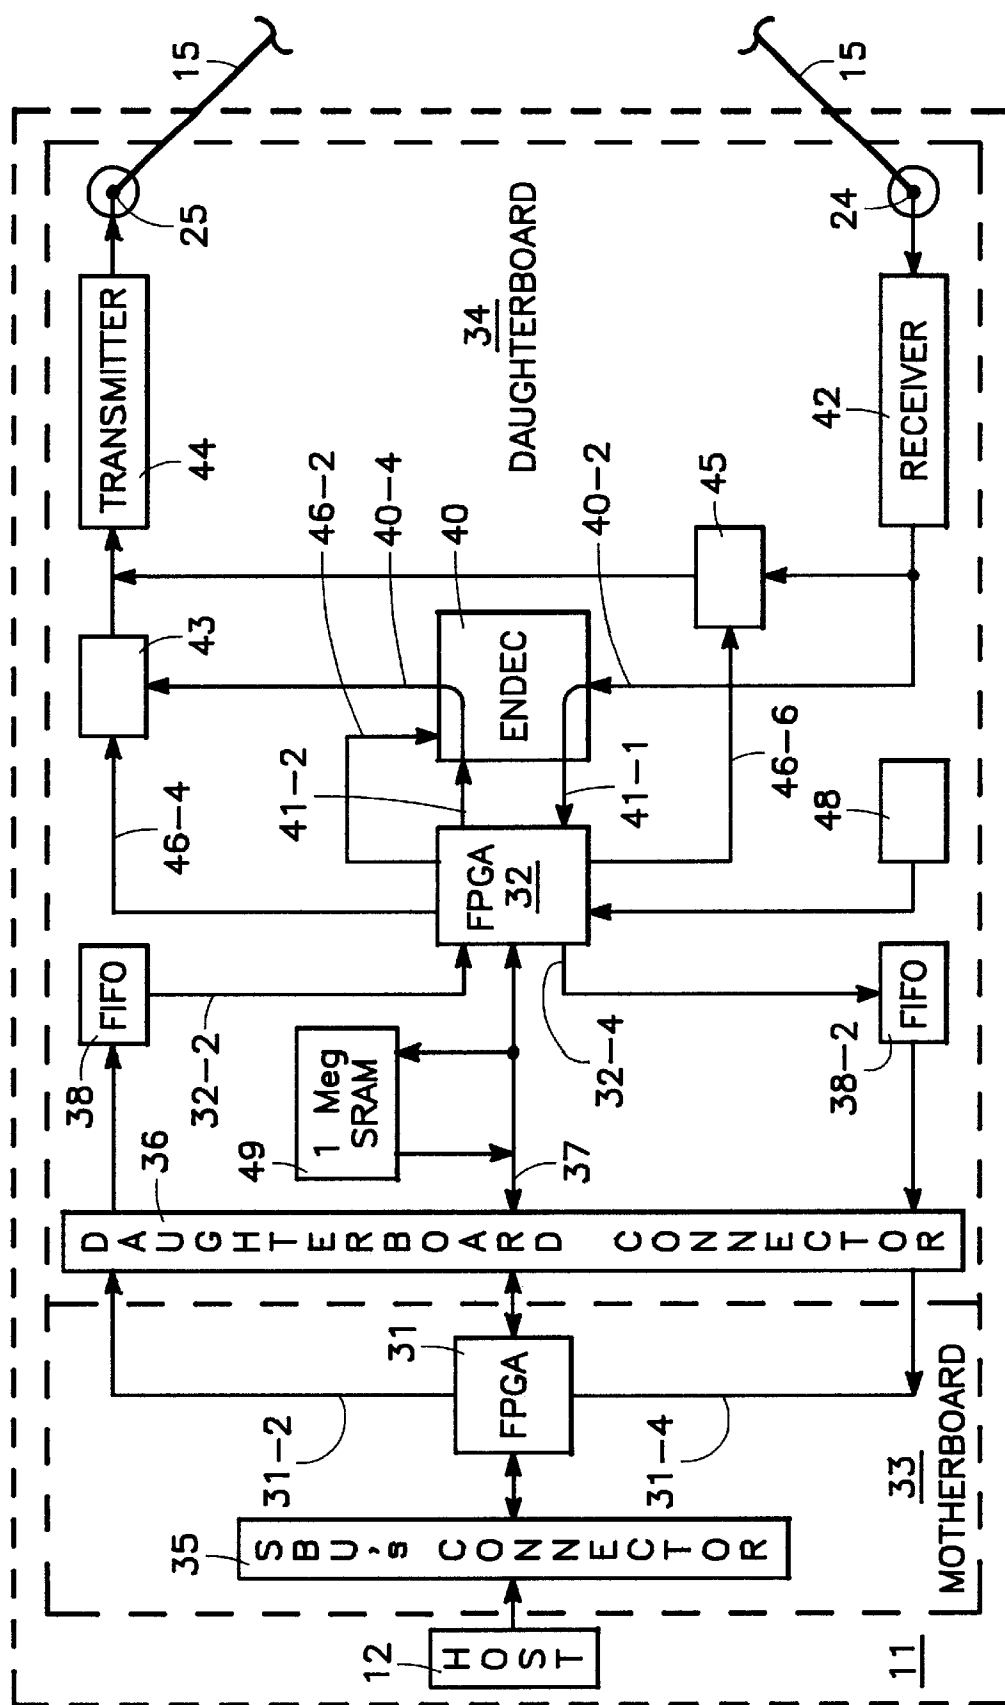 15
15
25
24
TRANSMITTER
44
34
DAUGHTERBOARD
42
RECEIVER
46-2
40-4
40
45
40-2
43
ENDEC
41-2
41-1
46-6
46-4
FPGA
32
48
FIFO
38
32-2
1 Meg
SRAM
49
32-4
37
FIFO
38-2
36
DAUGHTERBOARD CONNECTOR
31
FPGA
31-2
31-4
33
MOTHERBOARD
35
SBU's CONNECTOR
12
HOST
11